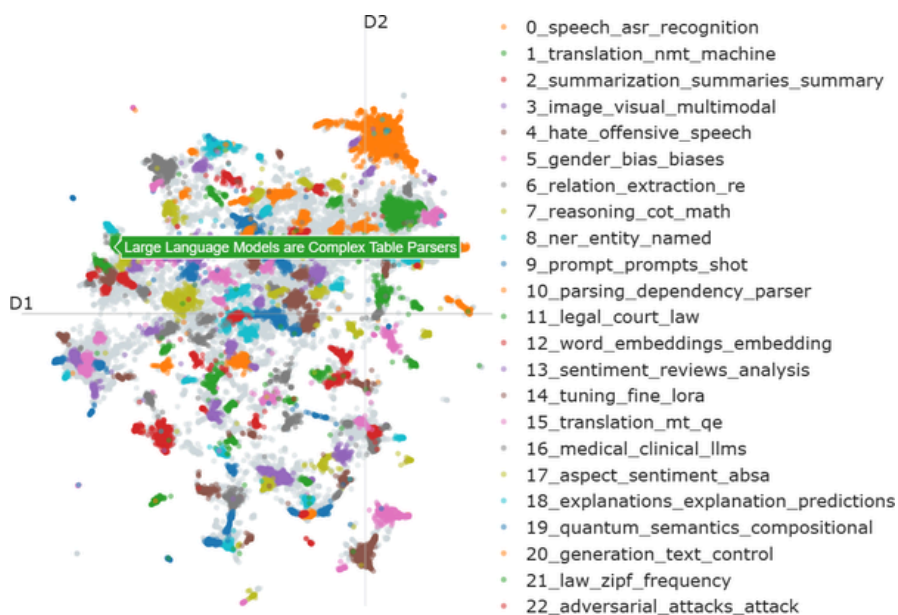 D2
D1
Large Language Models are Complex Table Parsers
0_speech_asr_recognition
1_translation_nmt_machine
2_summarization_summaries_summary
3_image_visual_multimodal
4_hate_offensive_speech
5_gender_bias_biases
6_relation_extraction_re
7_reasoning_cot_math
8_ner_entity_named
9_prompt_prompts_shot
10_parsing_dependency_parser
11_legal_court_law
12_word_embeddings_embedding
13_sentiment_reviews_analysis
14_tuning_fine_lora
15_translation_mt_qe
16_medical_clinical_llms
17_aspect_sentiment_absa
18_explanations_explanation_predictions
19_quantum_semantics_compositional
20_generation_text_control
21_law_zipf_frequency
22_adversarial_attacks_attack